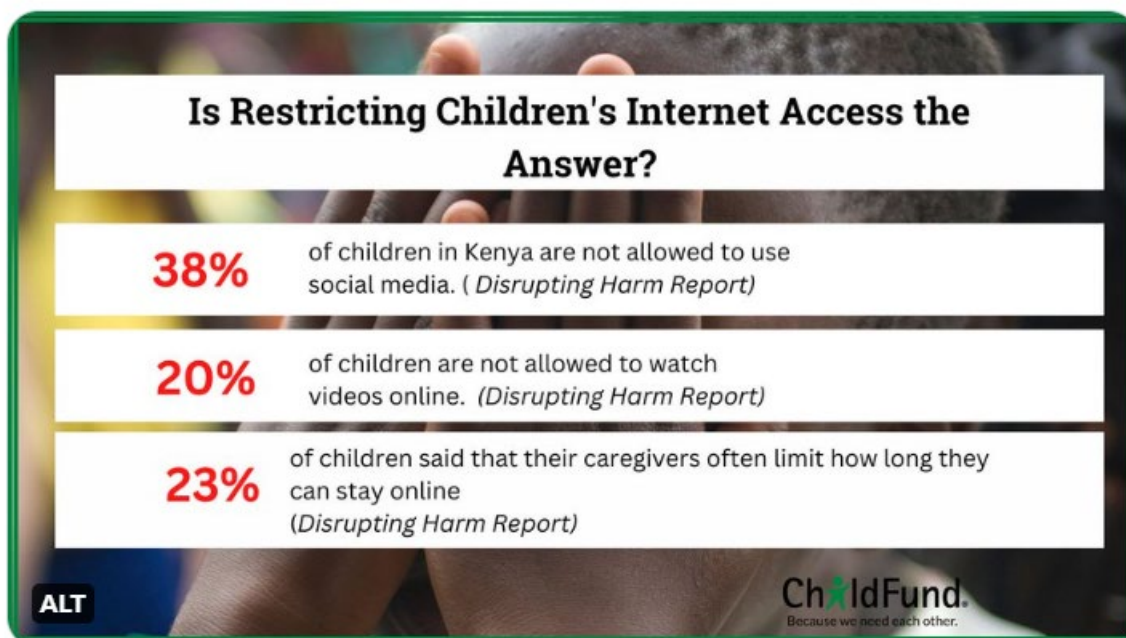 Is Restricting Children's Internet Access the
Answer?
38%
of children in Kenya are not allowed to use
social media. ( Disrupting Harm Report)
20%
of children are not allowed to watch
videos online. (Disrupting Harm Report)
23%
of children said that their caregivers often limit how long they
can stay online
(Disrupting Harm Report)
ALT
ChildFund.
Because we need each other.